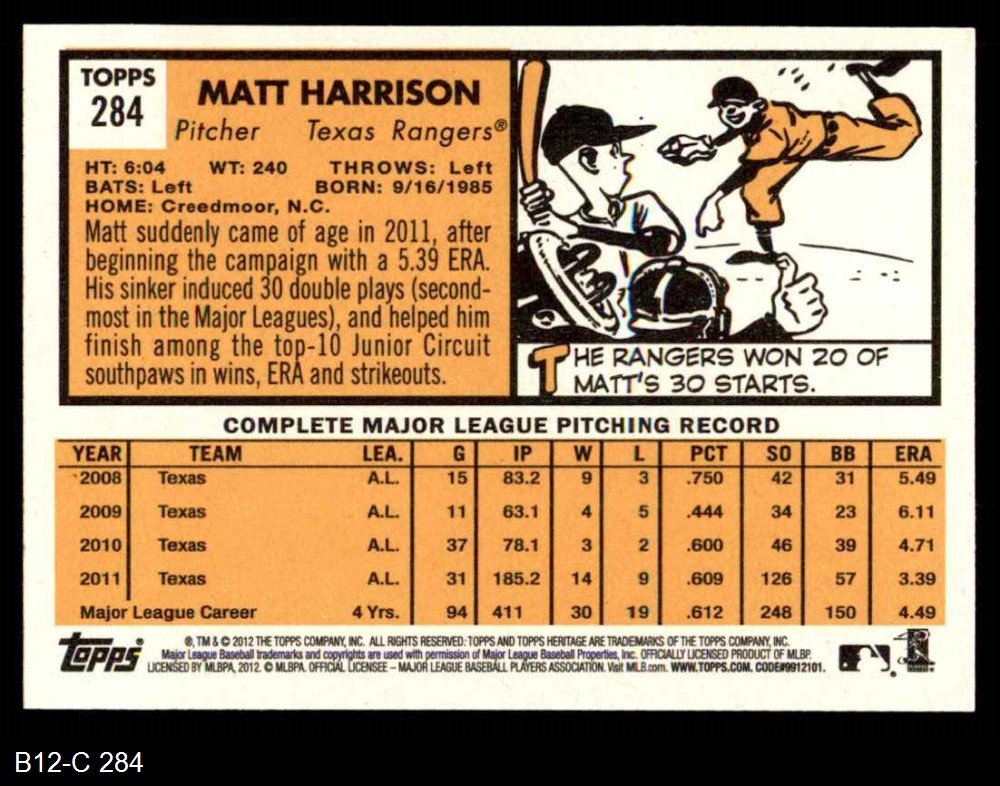 TOPPS
284
MATT HARRISON
Pitcher Texas Rangers®
HT: 6:04 WT: 240 THROWS: Left
BATS: Left BORN: 9/16/1985
HOME: Creedmoor, N.C.
Matt suddenly came of age in 2011, after
beginning the campaign with a 5.39 ERA.
His sinker induced 30 double plays (second-
most in the Major Leagues), and helped him
finish among the top-10 Junior Circuit
southpaws in wins, ERA and strikeouts.
THE RANGERS WON 20 OF
MATT'S 30 STARTS.
COMPLETE MAJOR LEAGUE PITCHING RECORD
YEAR TEAM LEA. G IP W L PCT SO BB ERA
2008 Texas A.L. 15 83.2 9 3 .750 42 31 5.49
2009 Texas A.L. 11 63.1 4 5 .444 34 23 6.11
2010 Texas A.L. 37 78.1 3 2 .600 46 39 4.71
2011 Texas A.L. 31 185.2 14 9 .609 126 57 3.39
Major League Career 4 Yrs. 94 411 30 19 .612 248 150 4.49
Topps®
®, TM & © 2012 THE TOPPS COMPANY, INC. ALL RIGHTS RESERVED. TOPPS AND TOPPS HERITAGE ARE TRADEMARKS OF THE TOPPS COMPANY, INC.
Major League Baseball trademarks and copyrights are used with permission of Major League Baseball Properties, Inc. OFFICIALLY LICENSED PRODUCT OF MLBP.
LICENSED BY MLBPA, 2012. © MLBPA. OFFICIAL LICENSEE – MAJOR LEAGUE BASEBALL PLAYERS ASSOCIATION. Visit MLB.com. WWW.TOPPS.COM. CODE#9912101.
B12-C 284